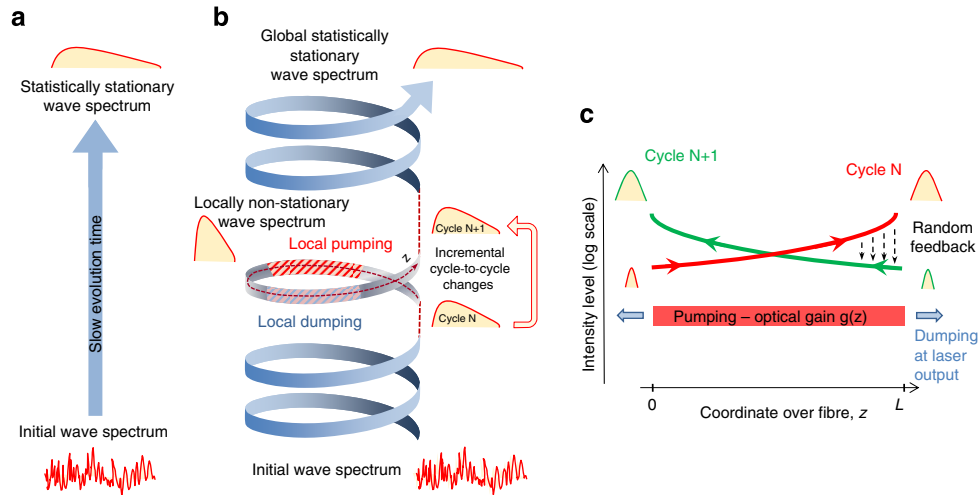 a
Statistically stationary
wave spectrum
Slow evolution time
Initial wave spectrum
b
Global statistically
stationary
wave spectrum
Locally non-stationary
wave spectrum
Local pumping
z
Local dumping
Cycle N+1
Incremental
cycle-to-cycle
changes
Cycle N
Initial wave spectrum
c
Cycle N+1
Cycle N
Intensity level (log scale)
Random
feedback
Pumping – optical gain g(z)
Dumping
at laser
output
0
L
Coordinate over fibre, z